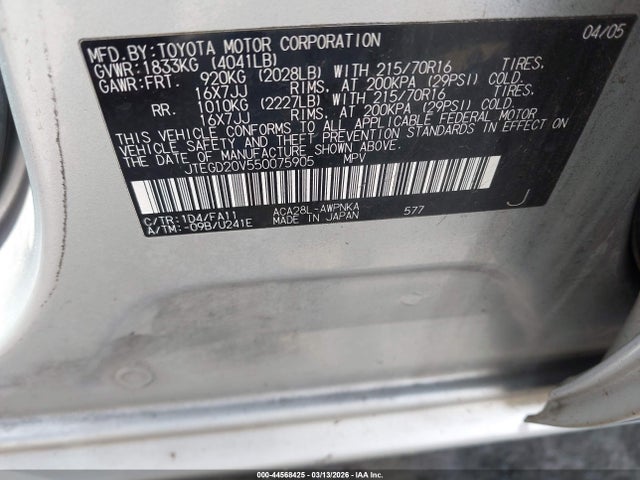 MFD.BY:TOYOTA MOTOR CORPORATION 04/05
GVWR:1833KG (4041LB)
GAWR:FRT. 920KG (2028LB) WITH 215/70R16 TIRES,
16X7JJ RIMS, AT 200KPA (29PSI) COLD.
RR. 1010KG (2227LB) WITH 215/70R16 TIRES,
16X7JJ RIMS, AT 200KPA (29PSI) COLD.
THIS VEHICLE CONFORMS TO ALL APPLICABLE FEDERAL MOTOR
VEHICLE SAFETY AND BUMPER STANDARDS IN EFFECT ON THE
DATE OF MANUFACTURE SHOWN ABOVE.
JTEGD20V550075905 MPV
C/TR:1D4/FA11 ACA28L-AWPNKA 577 J
A/TM:-09B/U241E MADE IN JAPAN
000-44568425 - 03/13/2026 - IAA Inc.